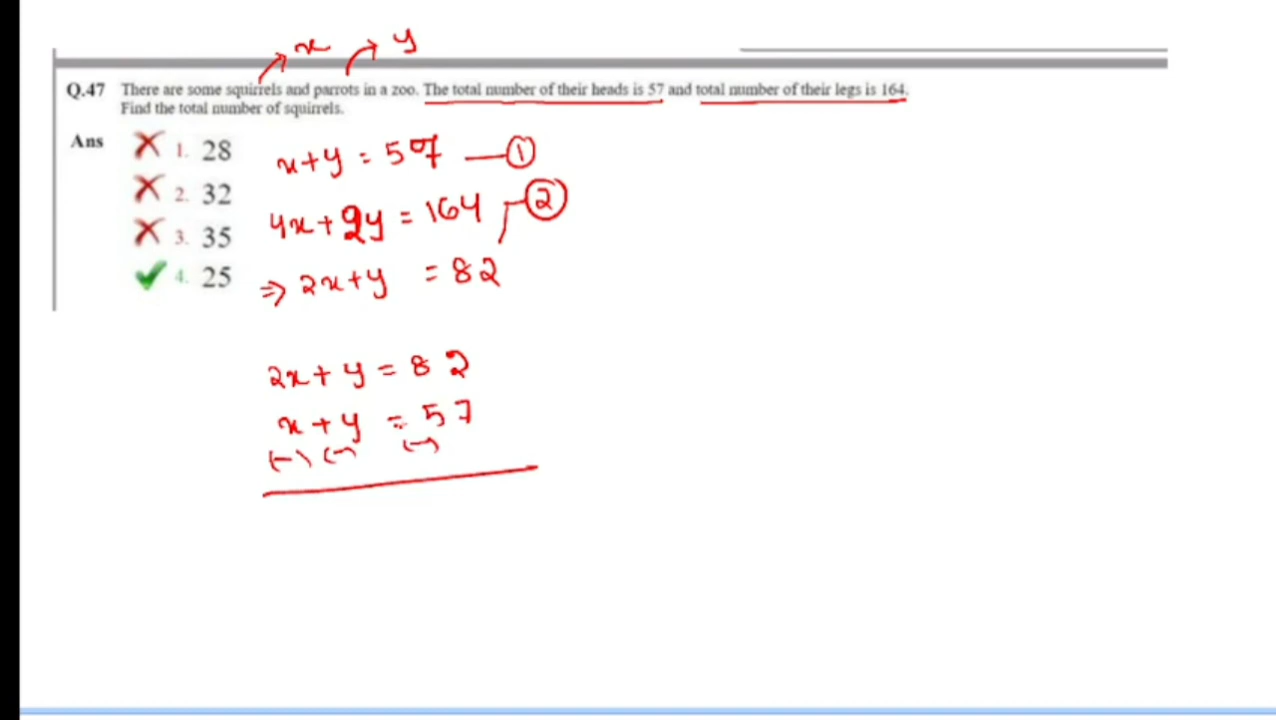 x y
Q.47 There are some squirrels and parrots in a zoo. The total number of their heads is 57 and total number of their legs is 164.
Find the total number of squirrels.
Ans
1. 28
2. 32
3. 35
4. 25
x+y = 57 — ①
4x+2y = 164 ②
⇒ 2x+y = 82
2x+y = 82
x+y = 57
(-) (-) (-)